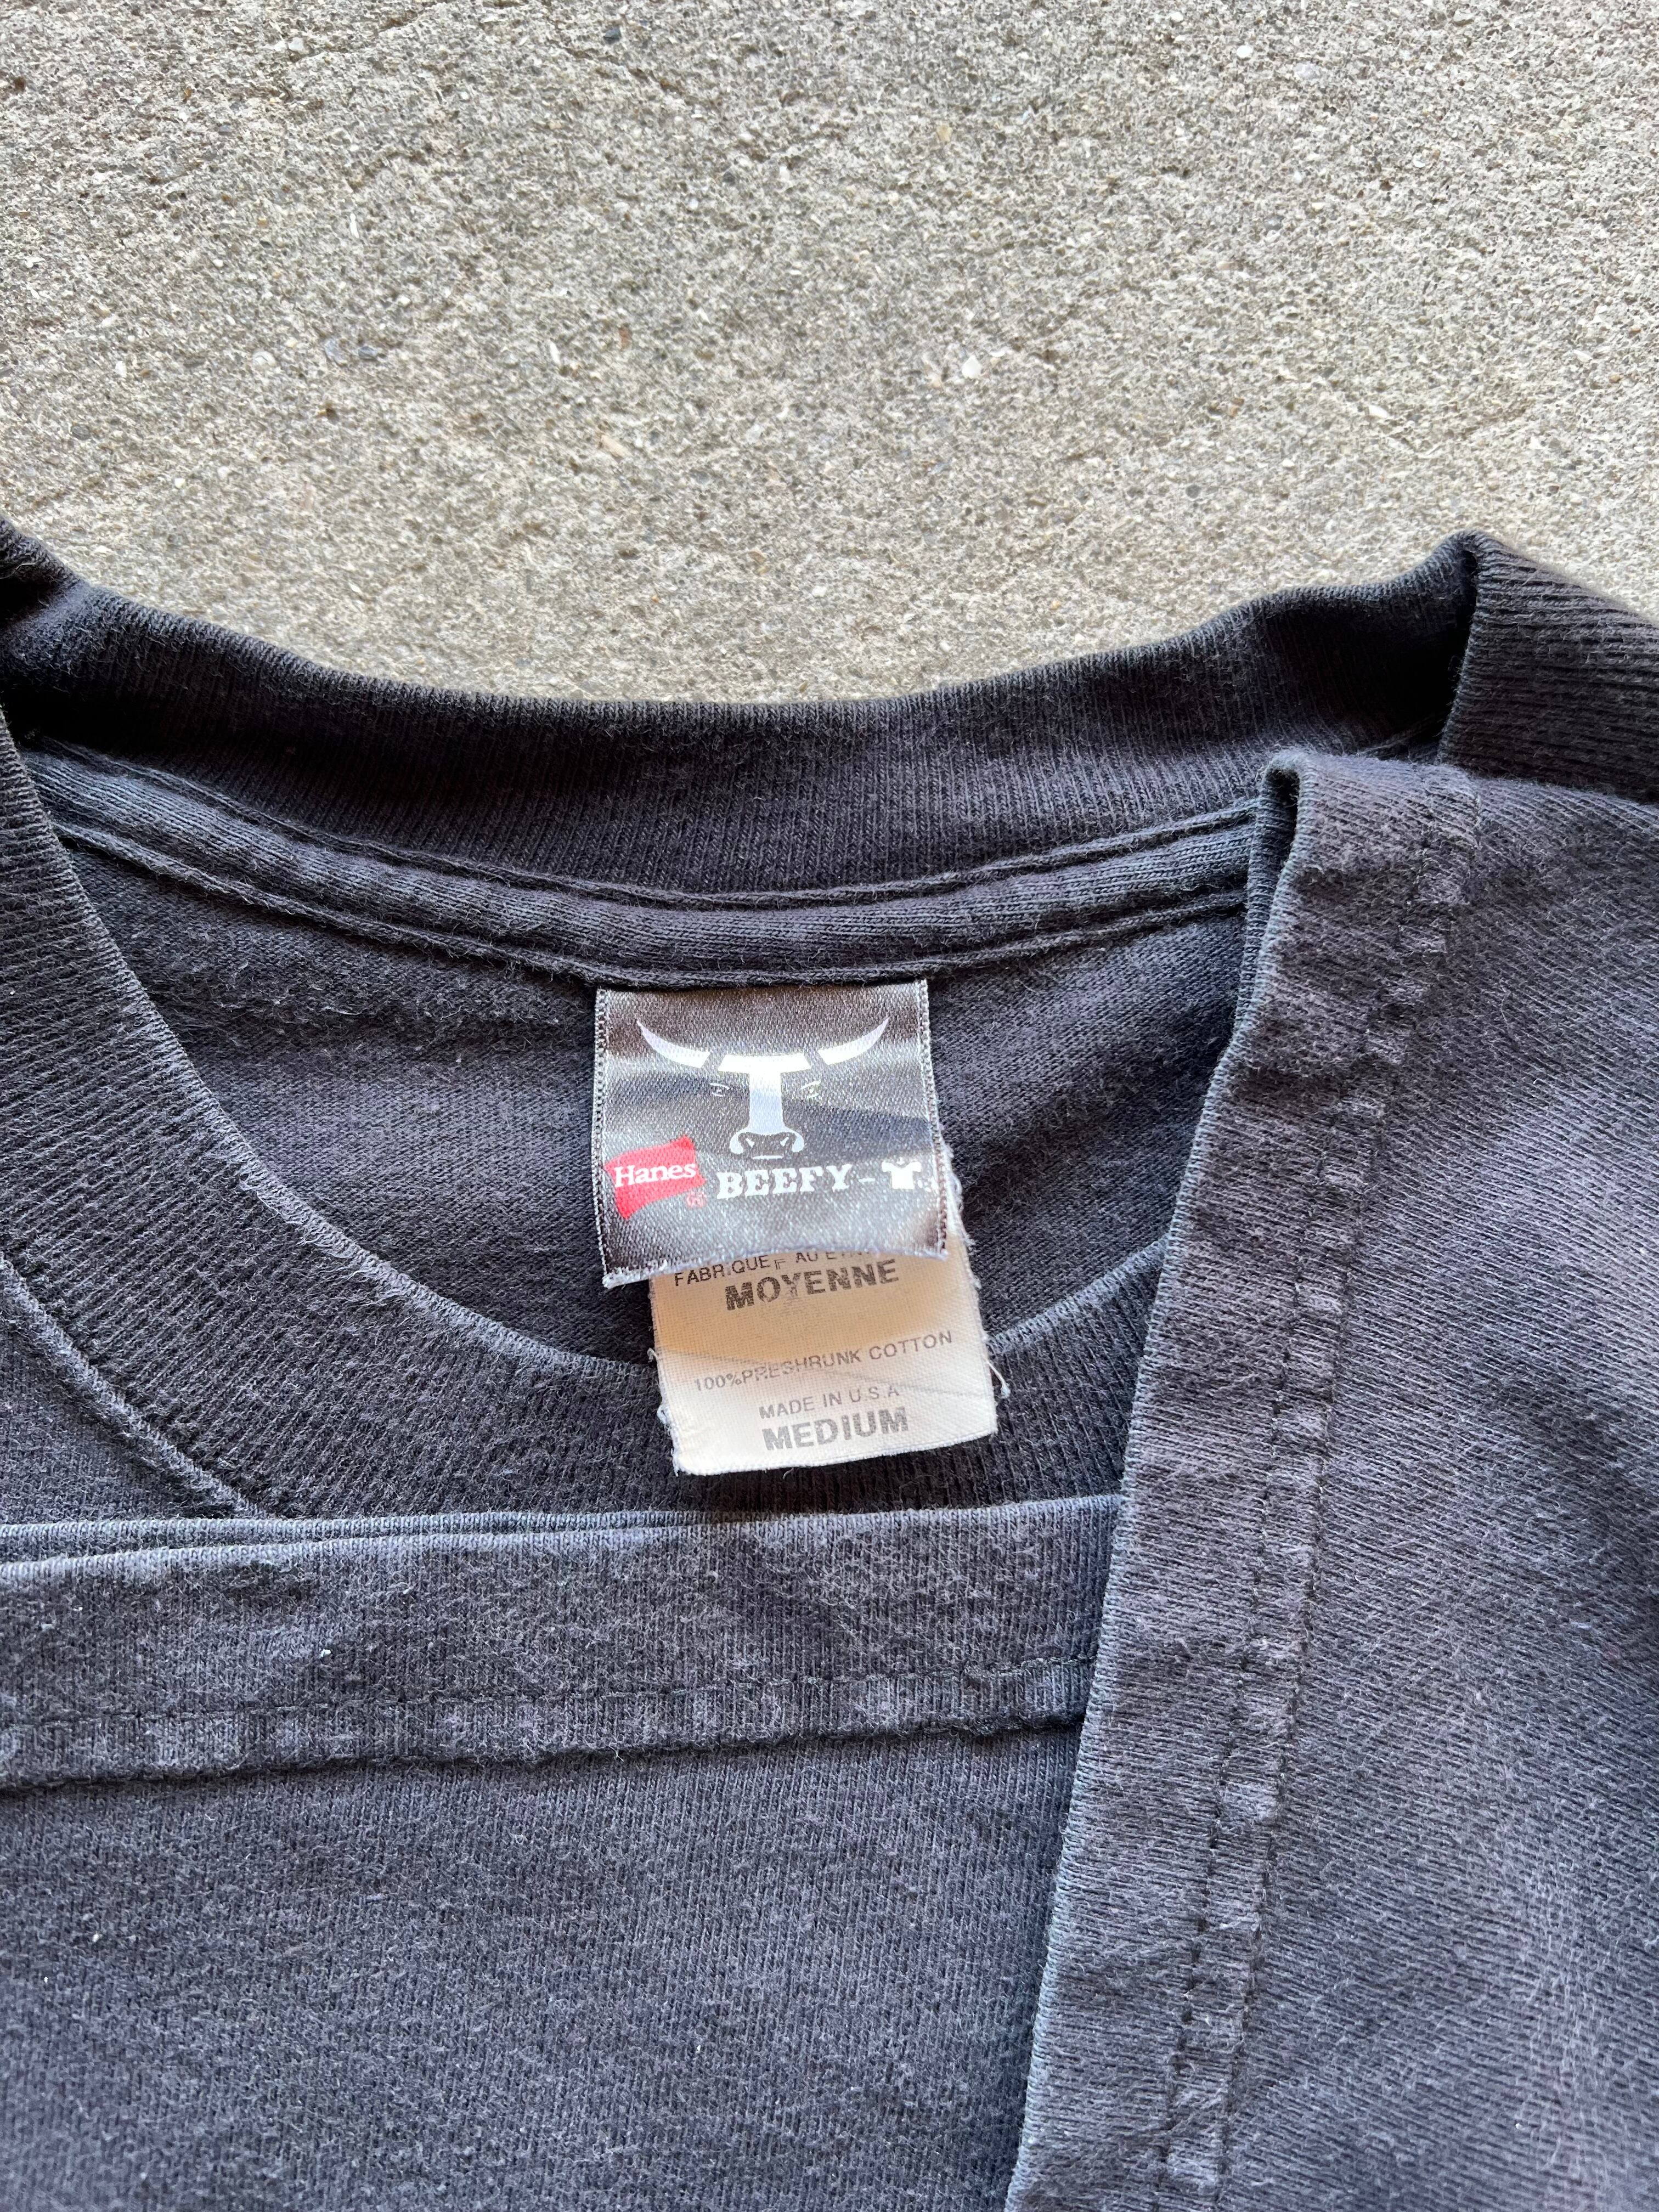 Hanes BEEFY-
FABRIQUE AU
MOYENNE
100%PRESHRUNK COTTON
MADE IN U.S.A
MEDIUM